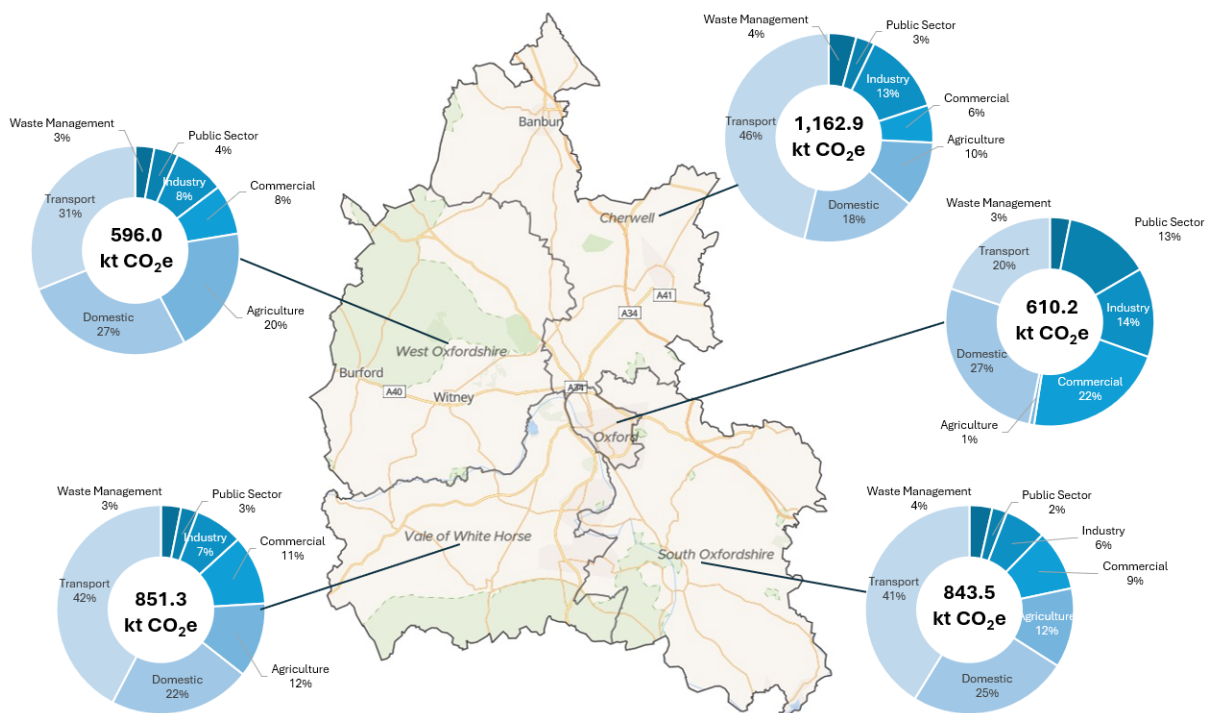 Waste Management
4%
Public Sector
3%
Industry
13%
Commercial
6%
Agriculture
10%
Domestic
18%
Transport
46%
1,162.9
kt CO₂e
Waste Management
3%
Public Sector
4%
Industry
8%
Commercial
8%
Agriculture
20%
Domestic
27%
Transport
31%
596.0
kt CO₂e
Waste Management
3%
Public Sector
13%
Industry
14%
Commercial
22%
Agriculture
1%
Domestic
27%
Transport
20%
610.2
kt CO₂e
Banbury
Cherwell
A41
A34
West Oxfordshire
Burford
A40
Witney
A34
Oxford
Vale of White Horse
South Oxfordshire
Waste Management
3%
Public Sector
3%
Industry
7%
Commercial
11%
Agriculture
12%
Domestic
22%
Transport
42%
851.3
kt CO₂e
Waste Management
4%
Public Sector
2%
Industry
6%
Commercial
9%
Agriculture
12%
Domestic
25%
Transport
41%
843.5
kt CO₂e